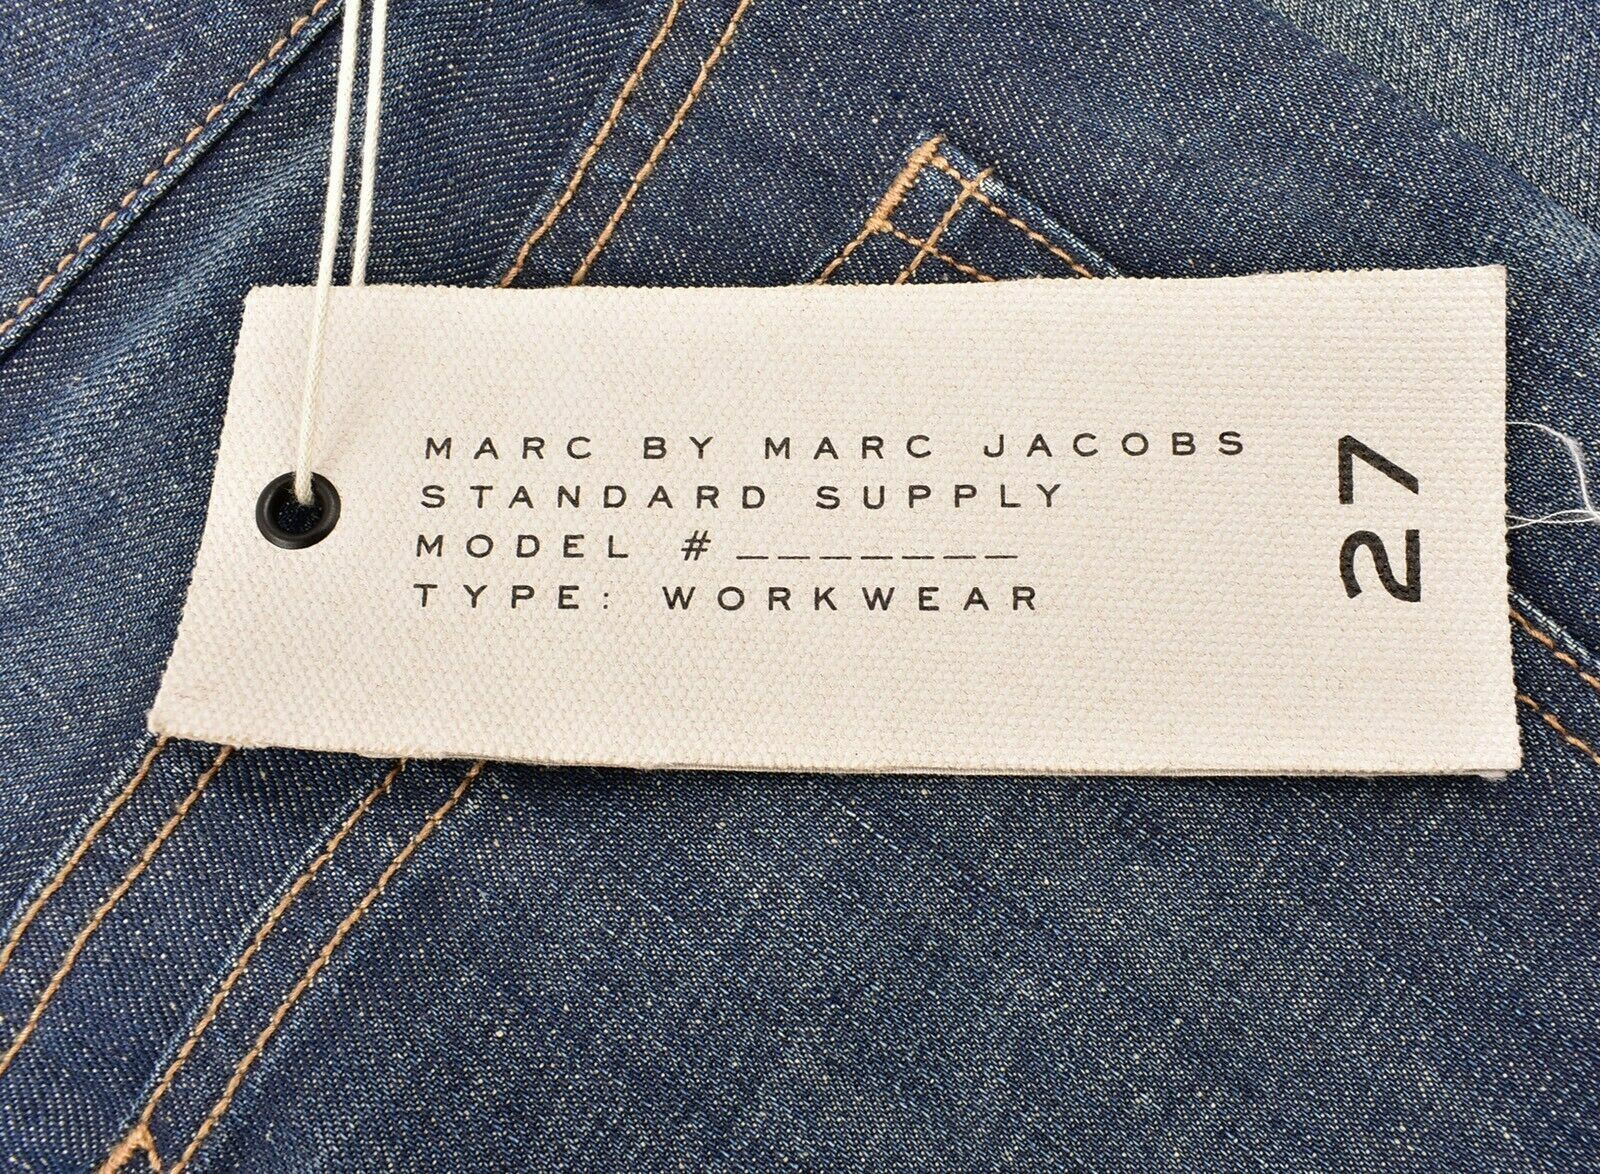 MARC BY MARC JACOBS
STANDARD SUPPLY
MODEL # _______
TYPE: WORKWEAR
27